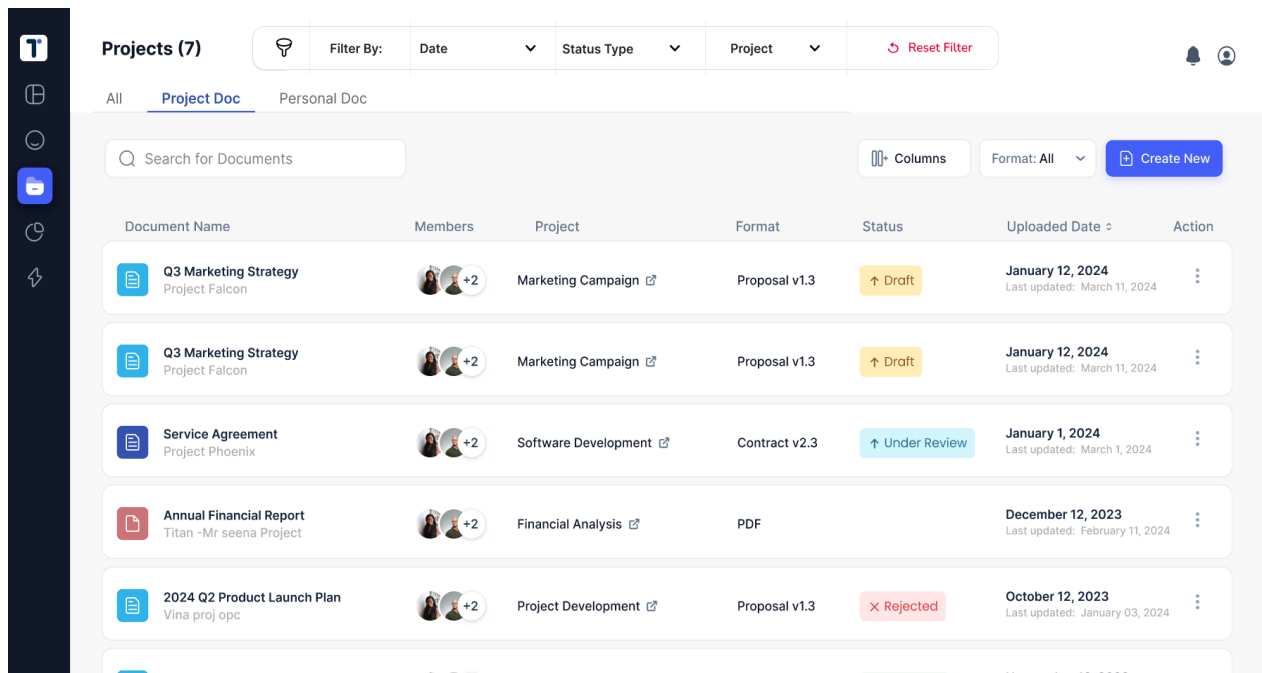 T
Projects (7)
Filter By:
Date
Status Type
Project
Reset Filter
All
Project Doc
Personal Doc
Search for Documents
Columns
Format: All
Create New
Document Name
Members
Project
Format
Status
Uploaded Date
Action
Q3 Marketing Strategy
Project Falcon
+2
Marketing Campaign
Proposal v1.3
Draft
January 12, 2024
Last updated: March 11, 2024
Q3 Marketing Strategy
Project Falcon
+2
Marketing Campaign
Proposal v1.3
Draft
January 12, 2024
Last updated: March 11, 2024
Service Agreement
Project Phoenix
+2
Software Development
Contract v2.3
Under Review
January 1, 2024
Last updated: March 1, 2024
Annual Financial Report
Titan -Mr seena Project
+2
Financial Analysis
PDF
December 12, 2023
Last updated: February 11, 2024
2024 Q2 Product Launch Plan
Vina proj opc
+2
Project Development
Proposal v1.3
Rejected
October 12, 2023
Last updated: January 03, 2024